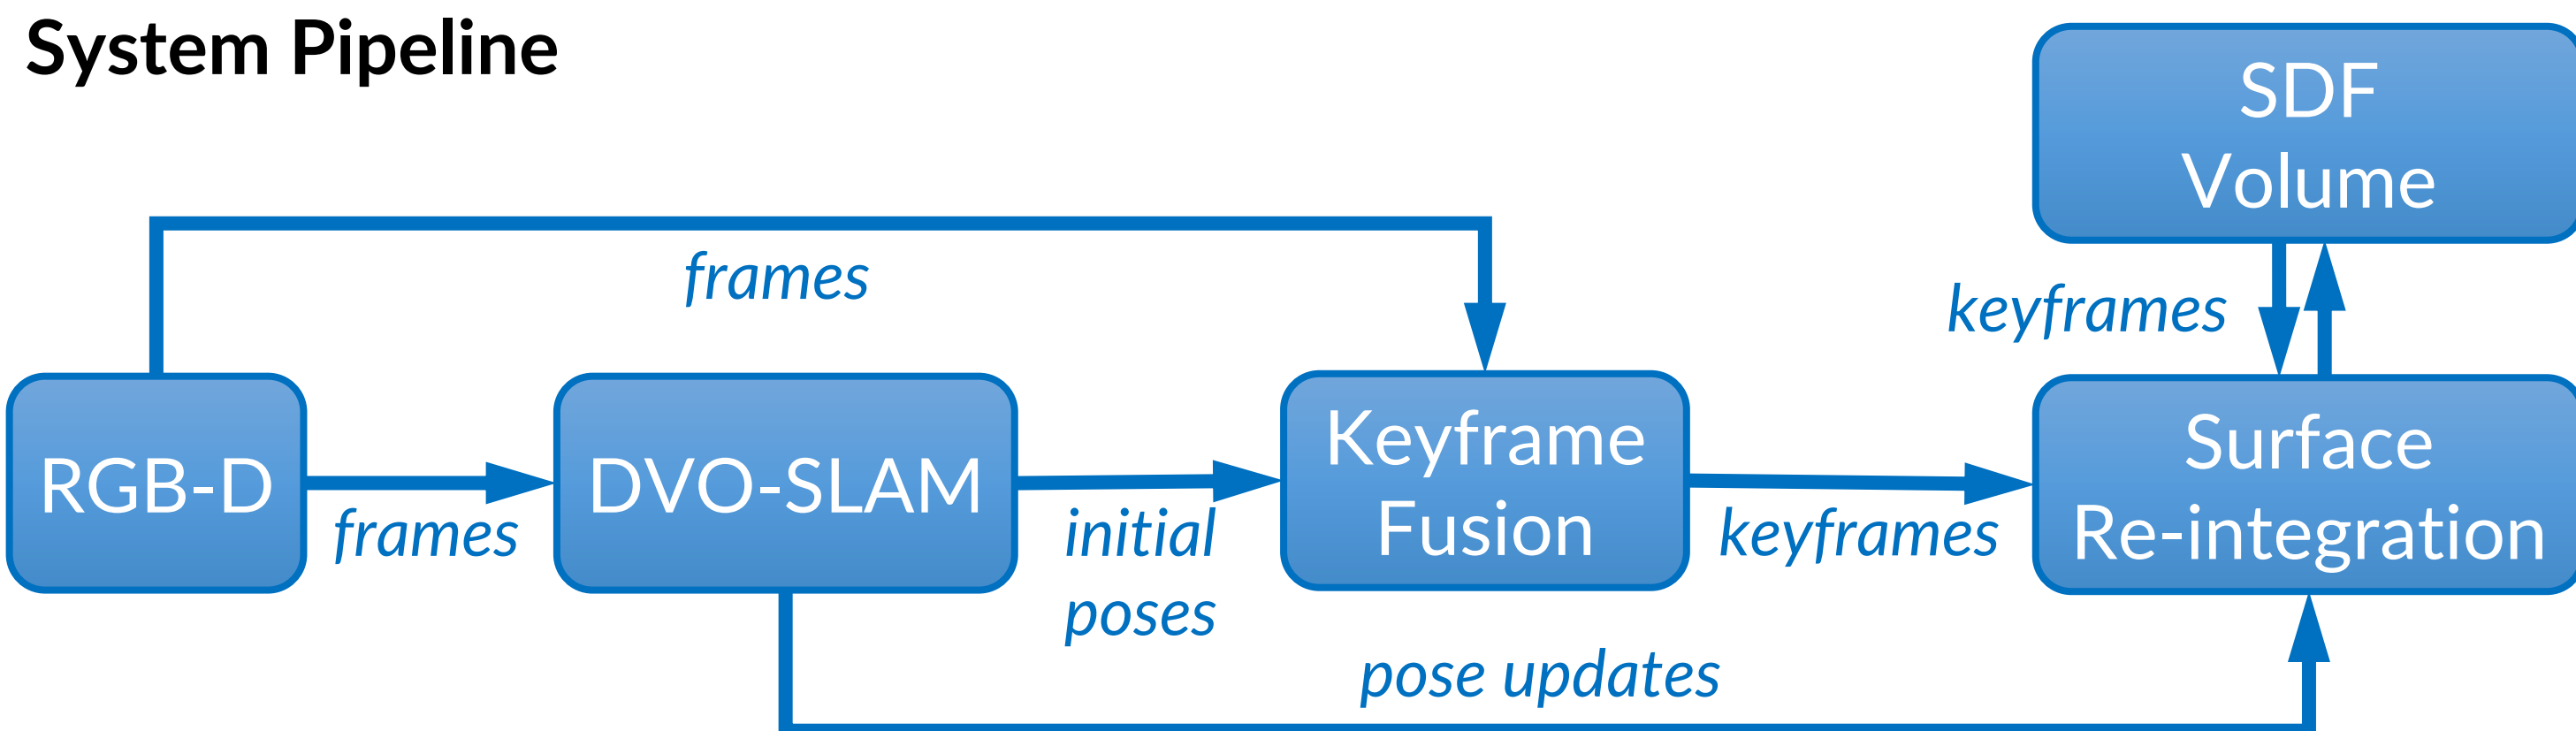 System Pipeline
SDF
Volume
frames
keyframes
RGB-D
frames
DVO-SLAM
initial
poses
Keyframe
Fusion
keyframes
Surface
Re-integration
pose updates